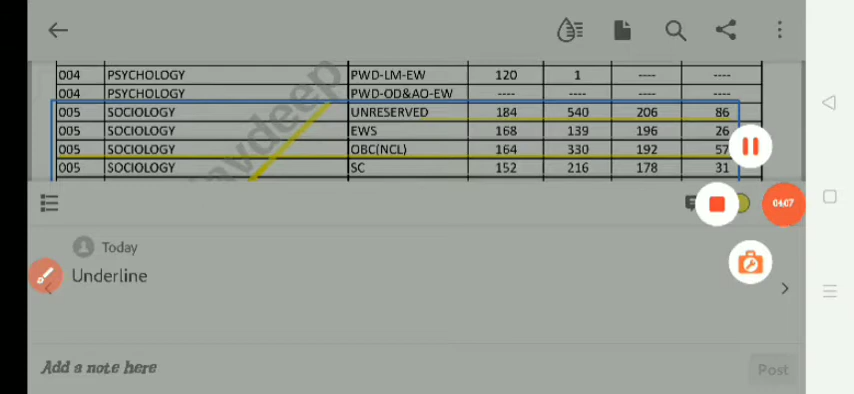 004 PSYCHOLOGY PWD-LM-EW 120 1 ---- ----
004 PSYCHOLOGY PWD-OD&AO-EW ---- ---- ---- ----
005 SOCIOLOGY UNRESERVED 184 540 206 86
005 SOCIOLOGY EWS 168 139 196 26
005 SOCIOLOGY OBC(NCL) 164 330 192 57
005 SOCIOLOGY SC 152 216 178 31
04:07
Today
Underline
Add a note here
Post